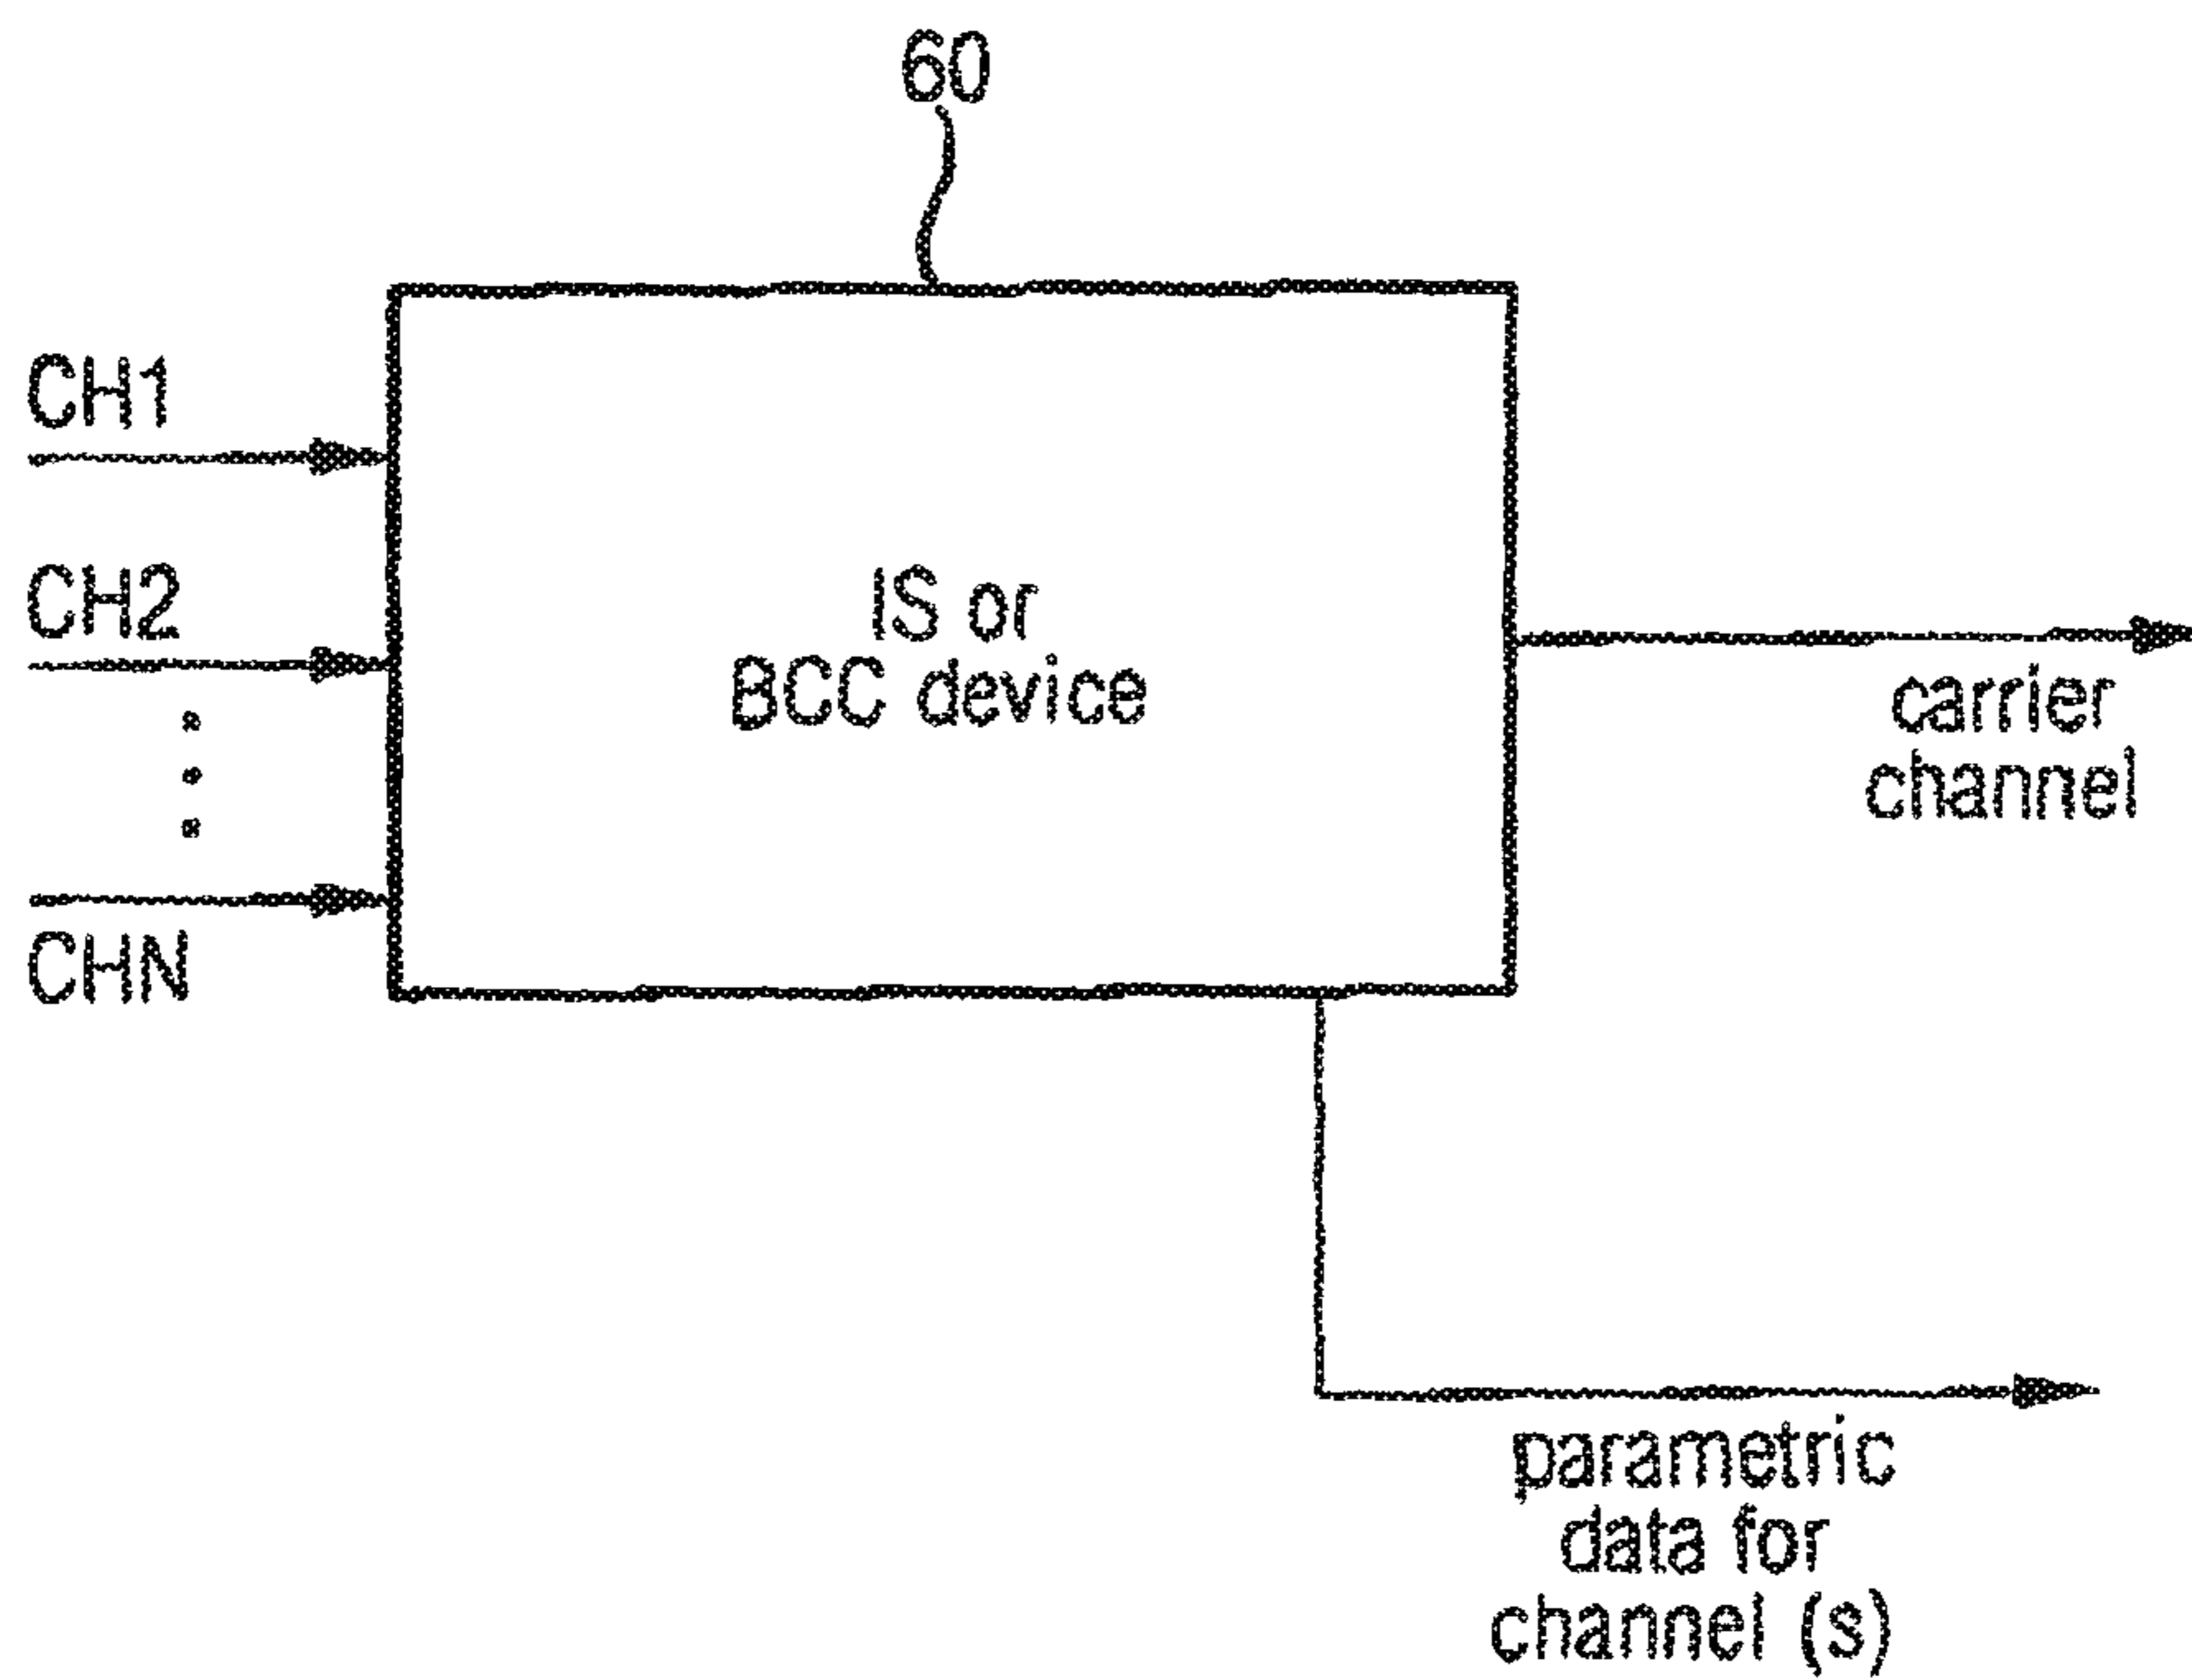 60
CH1
CH2
CHN
IS or
BCC device
carrier
channel
parametric
data for
channel (s)